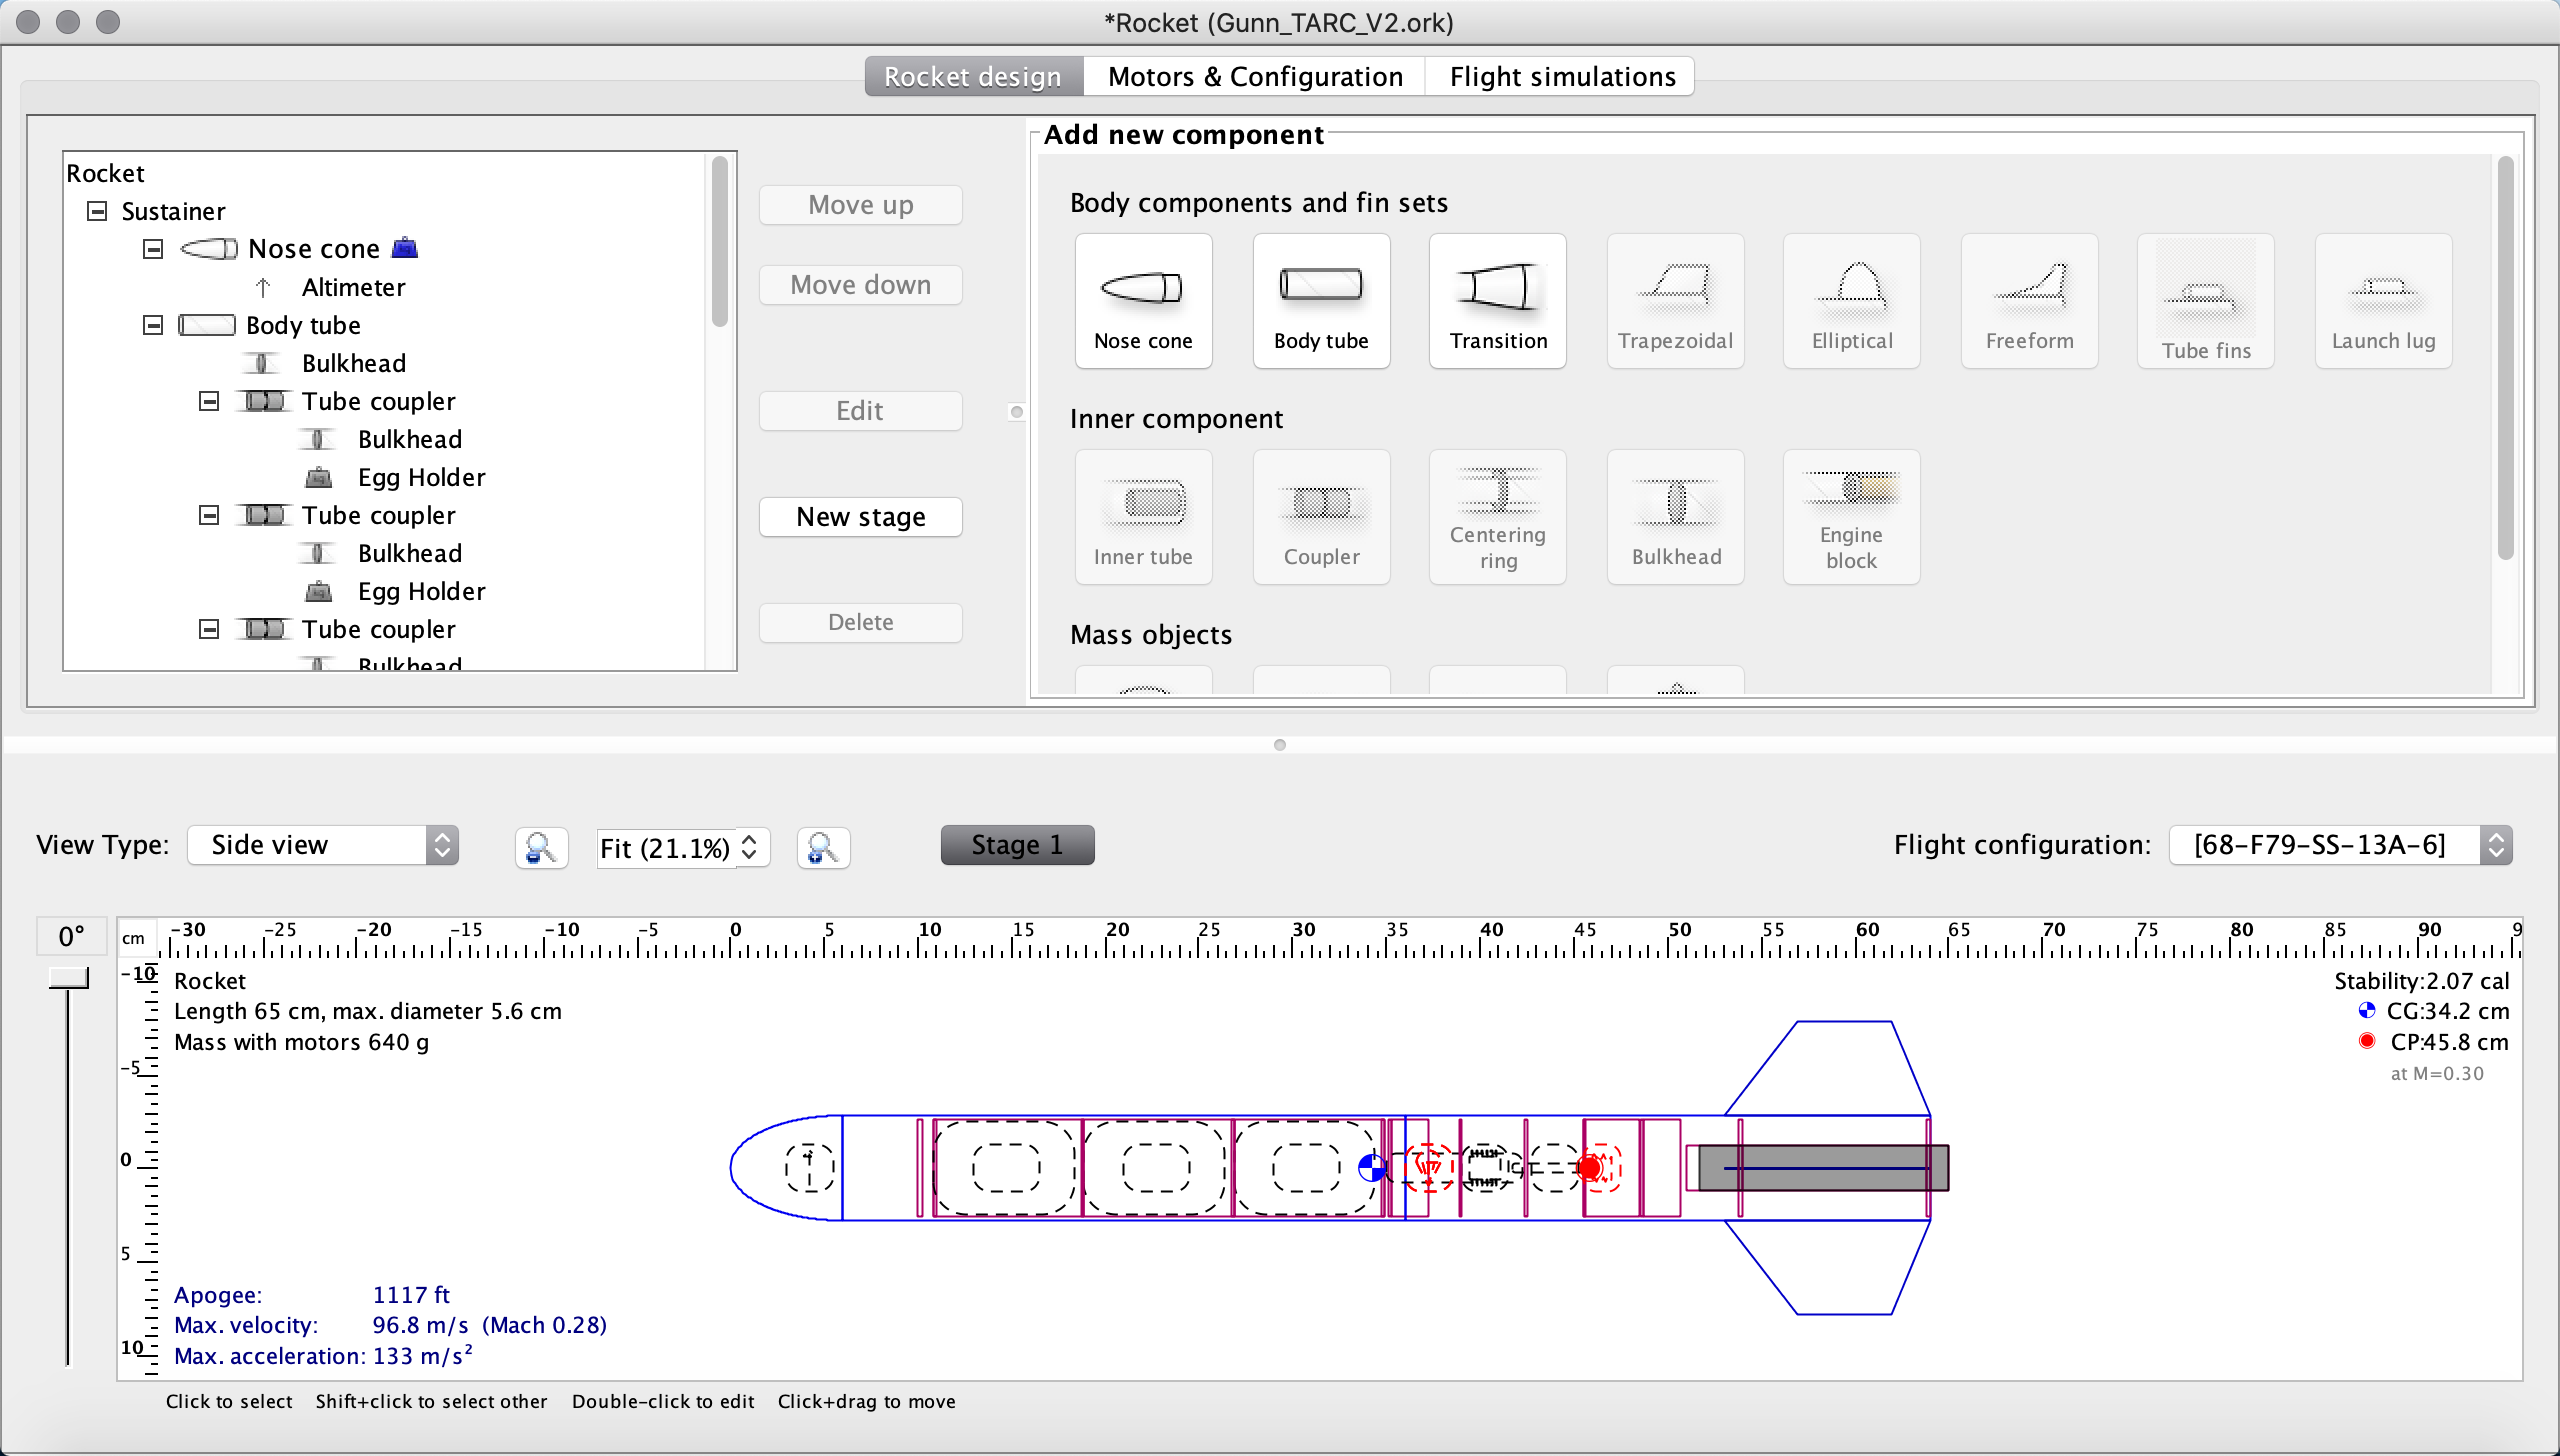 *Rocket (Gunn_TARC_V2.ork)
Rocket design Motors & Configuration Flight simulations
Rocket
Sustainer
Nose cone
Altimeter
Body tube
Bulkhead
Tube coupler
Bulkhead
Egg Holder
Tube coupler
Bulkhead
Egg Holder
Tube coupler
Bulkhead
Move up
Move down
Edit
New stage
Delete
Add new component
Body components and fin sets
Nose cone Body tube Transition Trapezoidal Elliptical Freeform Tube fins Launch lug
Inner component
Inner tube Coupler Centering ring Bulkhead Engine block
Mass objects
View Type: Side view Fit (21.1%) Stage 1 Flight configuration: [68-F79-SS-13A-6]
0°
cm -30 -25 -20 -15 -10 -5 0 5 10 15 20 25 30 35 40 45 50 55 60 65 70 75 80 85 90 9
-10
-5
0
5
10
Rocket
Length 65 cm, max. diameter 5.6 cm
Mass with motors 640 g
Stability:2.07 cal
CG:34.2 cm
CP:45.8 cm
at M=0.30
Apogee: 1117 ft
Max. velocity: 96.8 m/s (Mach 0.28)
Max. acceleration: 133 m/s²
Click to select Shift+click to select other Double-click to edit Click+drag to move